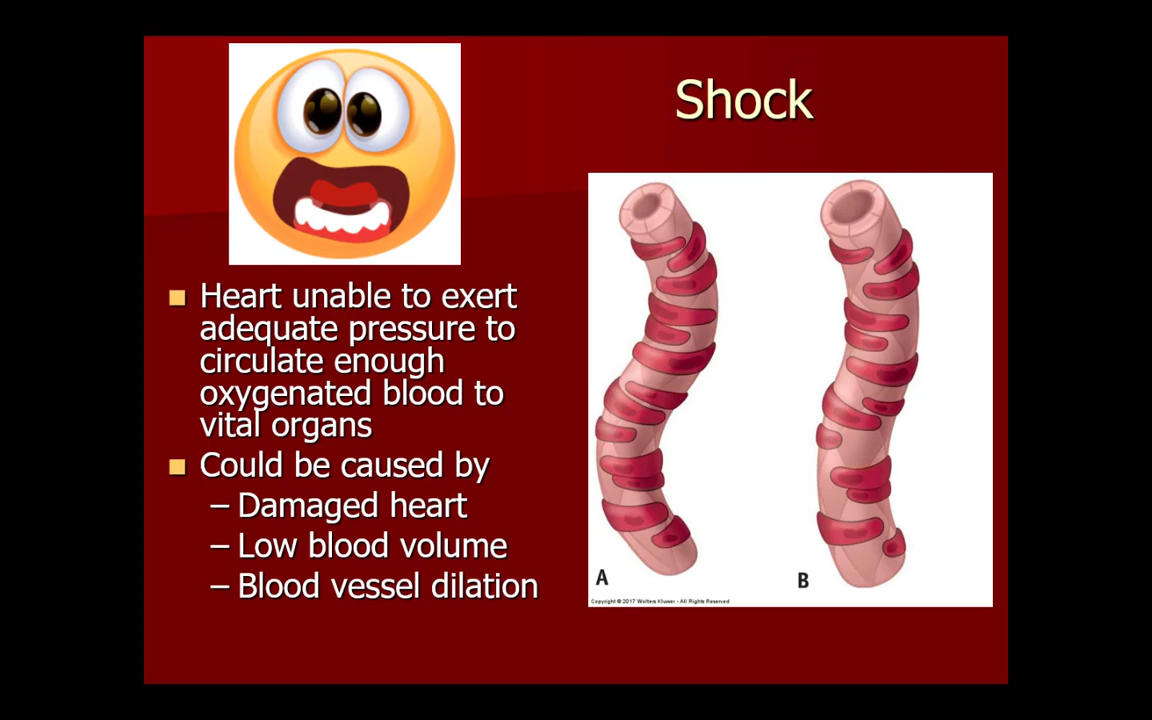 Shock
Heart unable to exert
adequate pressure to
circulate enough
oxygenated blood to
vital organs
Could be caused by
– Damaged heart
– Low blood volume
– Blood vessel dilation
A
B
Copyright © 2017 Wolters Kluwer - All Rights Reserved